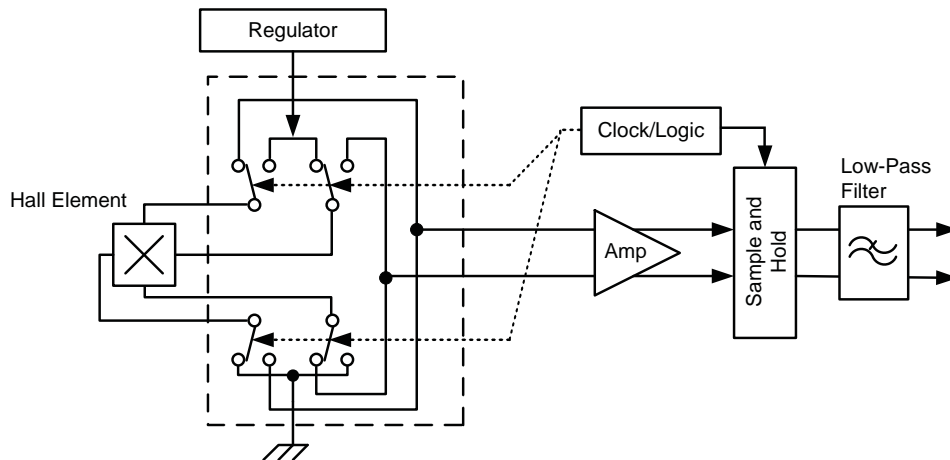 Regulator
Clock/Logic
Low-Pass
Filter
Hall Element
Amp
Sample and
Hold